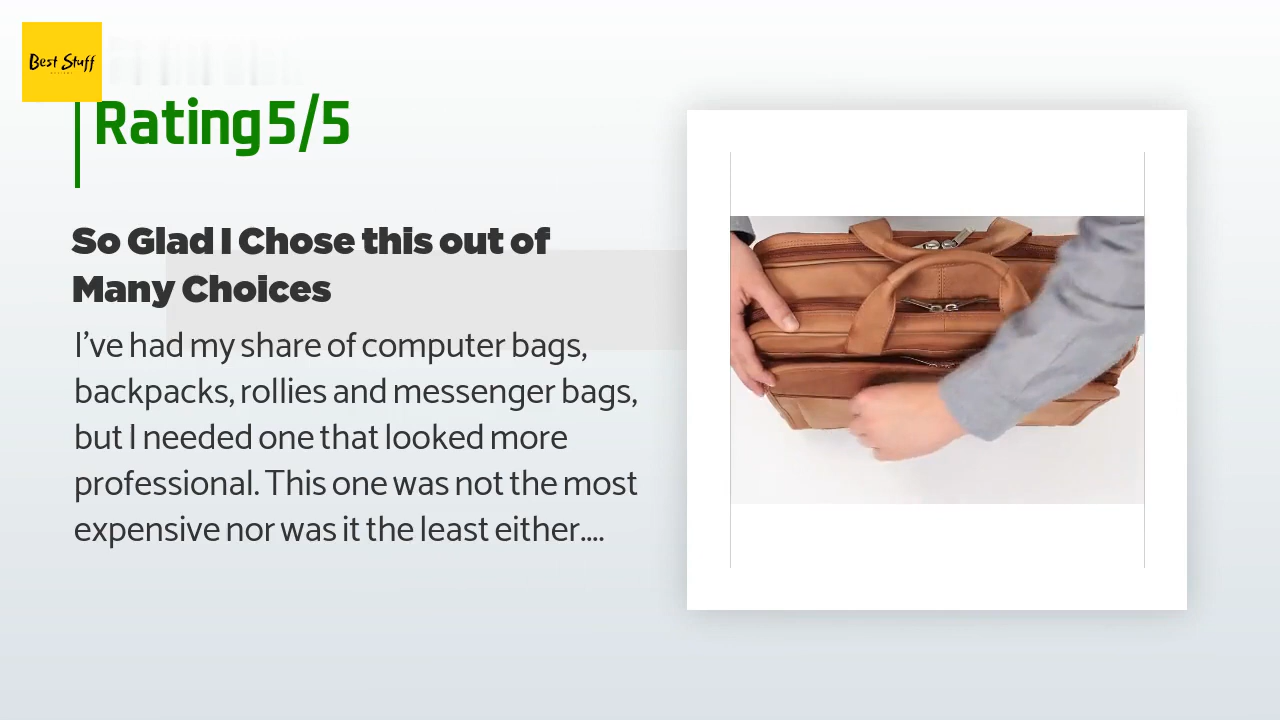 Best Stuff
Rating 5/5
So Glad I Chose this out of
Many Choices
I've had my share of computer bags,
backpacks, rollies and messenger bags,
but I needed one that looked more
professional. This one was not the most
expensive nor was it the least either....